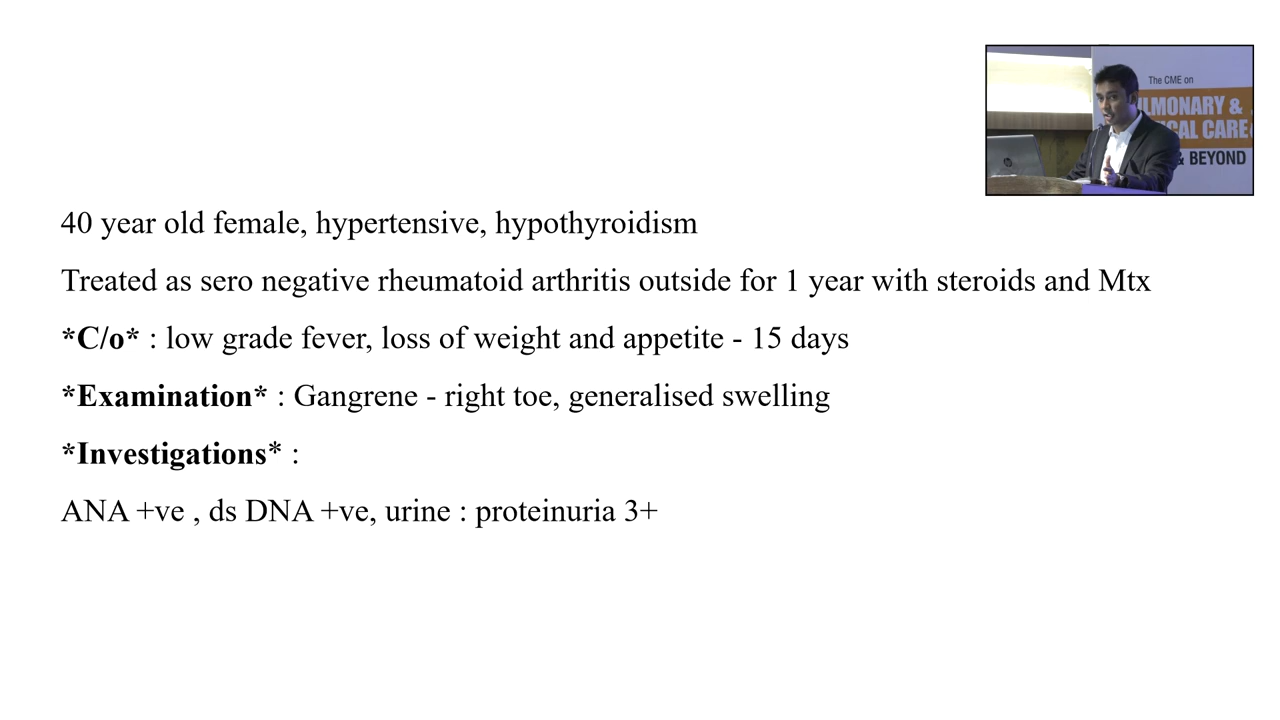 The CME on
LMONARY &
CAL CARE
& BEYOND
40 year old female, hypertensive, hypothyroidism
Treated as sero negative rheumatoid arthritis outside for 1 year with steroids and Mtx
*C/o* : low grade fever, loss of weight and appetite - 15 days
*Examination* : Gangrene - right toe, generalised swelling
*Investigations* :
ANA +ve , ds DNA +ve, urine : proteinuria 3+